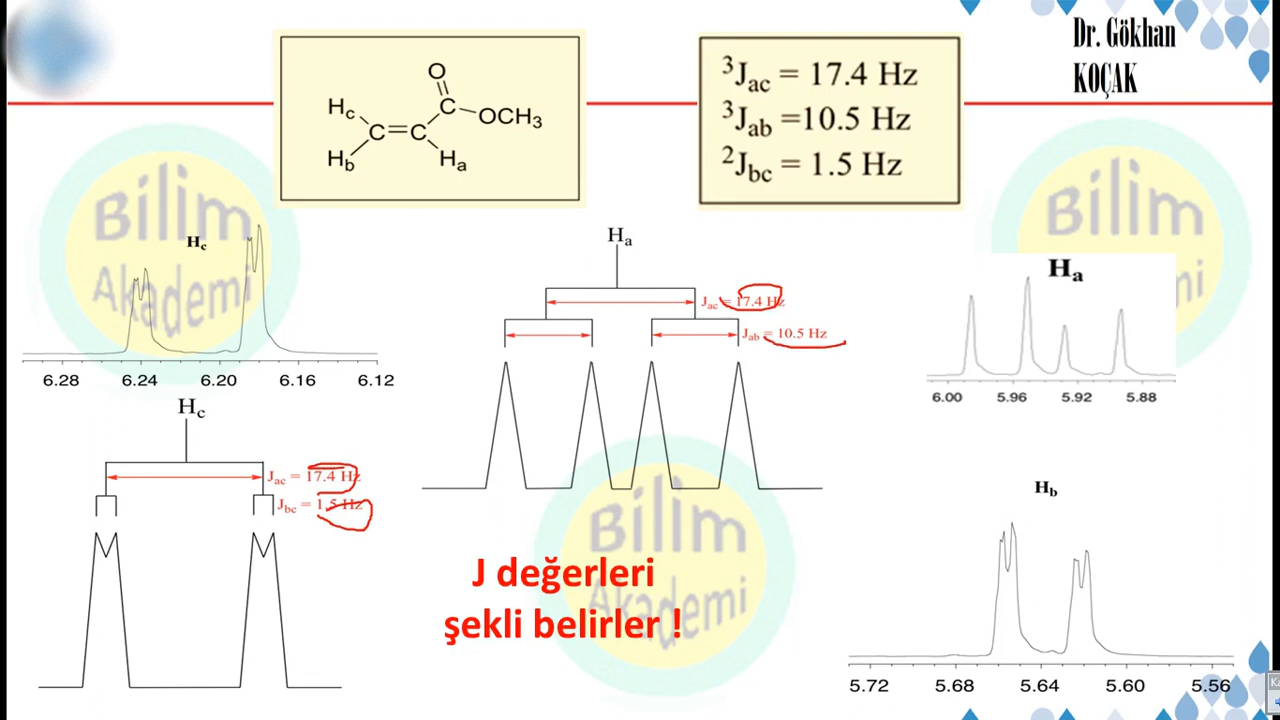 Dr. Gökhan
KOÇAK
O
Hc
C
OCH3
C=C
Hb
Ha
³Jac = 17.4 Hz
³Jab =10.5 Hz
²Jbc = 1.5 Hz
Bilim
Akademi
Hc
6.28 6.24 6.20 6.16 6.12
Hc
Jac = 17.4 Hz
Jbc = 1.5 Hz
Ha
Jac = 17.4 Hz
Jab = 10.5 Hz
Bilim
Akademi
J değerleri
şekli belirler !
Bilim
Ha
6.00 5.96 5.92 5.88
Hb
5.72 5.68 5.64 5.60 5.56